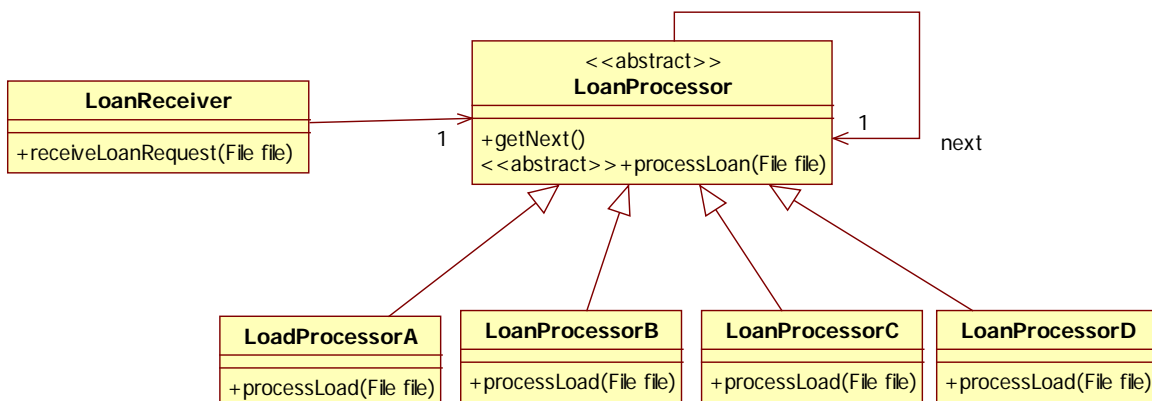 <<abstract>>
LoanProcessor
LoanReceiver
1
1
+getNext()
next
+receiveLoanRequest(File file)
<<abstract>>+processLoan(File file)
LoadProcessorA
LoanProcessorB
LoanProcessorC
LoanProcessorD
+processLoad(File file)
+processLoad(File file)
+processLoad(File file)
+processLoad(File file)